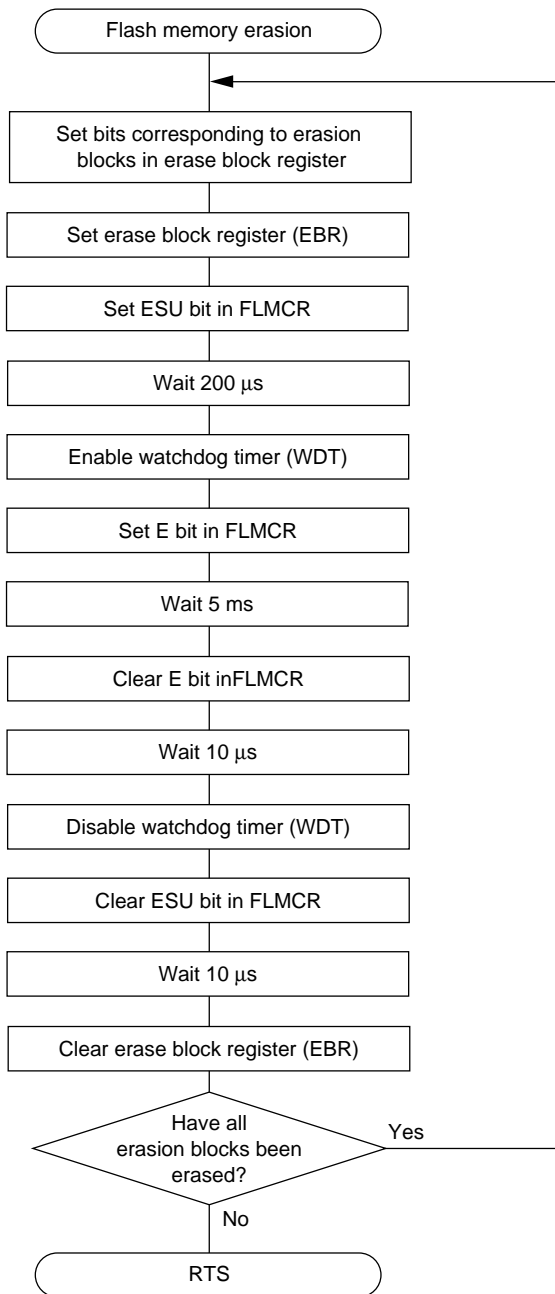 Flash memory erasion
Set bits corresponding to erasion
blocks in erase block register
Set erase block register (EBR)
Set ESU bit in FLMCR
Wait 200 μs
Enable watchdog timer (WDT)
Set E bit in FLMCR
Wait 5 ms
Clear E bit inFLMCR
Wait 10 μs
Disable watchdog timer (WDT)
Clear ESU bit in FLMCR
Wait 10 μs
Clear erase block register (EBR)
Have all
erasion blocks been
erased?
Yes
No
RTS